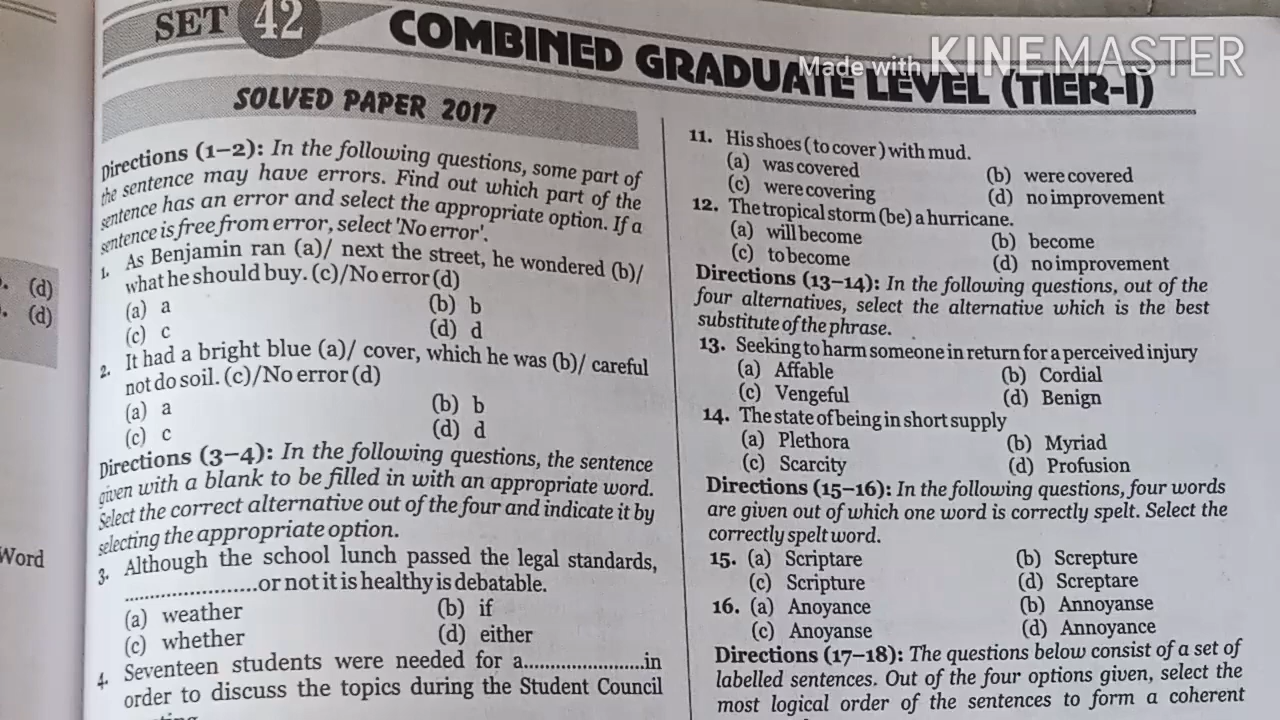 SET 42 COMBINED GRADUATE LEVEL (TIER-I)
Made with KINEMASTER
SOLVED PAPER 2017
Directions (1–2): In the following questions, some part of
the sentence may have errors. Find out which part of the
sentence has an error and select the appropriate option. If a
sentence is free from error, select 'No error'.
1. As Benjamin ran (a)/ next the street, he wondered (b)/
what he should buy. (c)/No error (d)
(a) a (b) b
(c) c (d) d
2. It had a bright blue (a)/ cover, which he was (b)/ careful
not do soil. (c)/No error (d)
(a) a (b) b
(c) c (d) d
Directions (3–4): In the following questions, the sentence
given with a blank to be filled in with an appropriate word.
Select the correct alternative out of the four and indicate it by
selecting the appropriate option.
3. Although the school lunch passed the legal standards,
........................or not it is healthy is debatable.
(a) weather (b) if
(c) whether (d) either
4. Seventeen students were needed for a......................in
order to discuss the topics during the Student Council
11. His shoes (to cover) with mud.
(a) was covered (b) were covered
(c) were covering (d) no improvement
12. The tropical storm (be) a hurricane.
(a) will become (b) become
(c) to become (d) no improvement
Directions (13–14): In the following questions, out of the
four alternatives, select the alternative which is the best
substitute of the phrase.
13. Seeking to harm someone in return for a perceived injury
(a) Affable (b) Cordial
(c) Vengeful (d) Benign
14. The state of being in short supply
(a) Plethora (b) Myriad
(c) Scarcity (d) Profusion
Directions (15–16): In the following questions, four words
are given out of which one word is correctly spelt. Select the
correctly spelt word.
15. (a) Scriptare (b) Screpture
(c) Scripture (d) Screptare
16. (a) Anoyance (b) Annoyanse
(c) Anoyanse (d) Annoyance
Directions (17–18): The questions below consist of a set of
labelled sentences. Out of the four options given, select the
most logical order of the sentences to form a coherent
. (d)
. (d)
Word